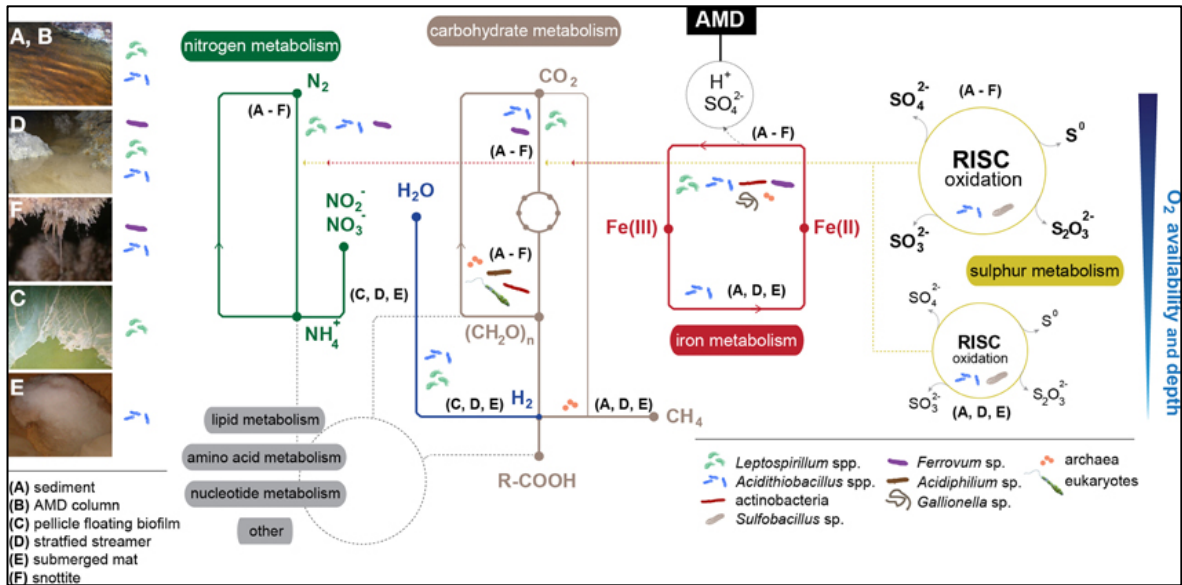 A, B
D
F
C
E
(A) sediment
(B) AMD column
(C) pellicle floating biofilm
(D) stratfied streamer
(E) submerged mat
(F) snottite
nitrogen metabolism
N2
(A - F)
NO2-
NO3-
NH4+
(C, D, E)
H2O
carbohydrate metabolism
CO2
(A - F)
(A - F)
(CH2O)n
H2
(C, D, E)
(A, D, E)
CH4
R-COOH
lipid metabolism
amino acid metabolism
nucleotide metabolism
other
AMD
H+
SO42-
(A - F)
Fe(III)
Fe(II)
(A, D, E)
iron metabolism
(A - F)
SO42-
S0
RISC
oxidation
SO32-
S2O32-
sulphur metabolism
SO42-
S0
RISC
oxidation
SO32-
S2O32-
(A, D, E)
O2 availability and depth
Leptospirillum spp.
Acidithiobacillus spp.
actinobacteria
Sulfobacillus sp.
Ferrovum sp.
Acidiphilium sp.
Gallionella sp.
archaea
eukaryotes